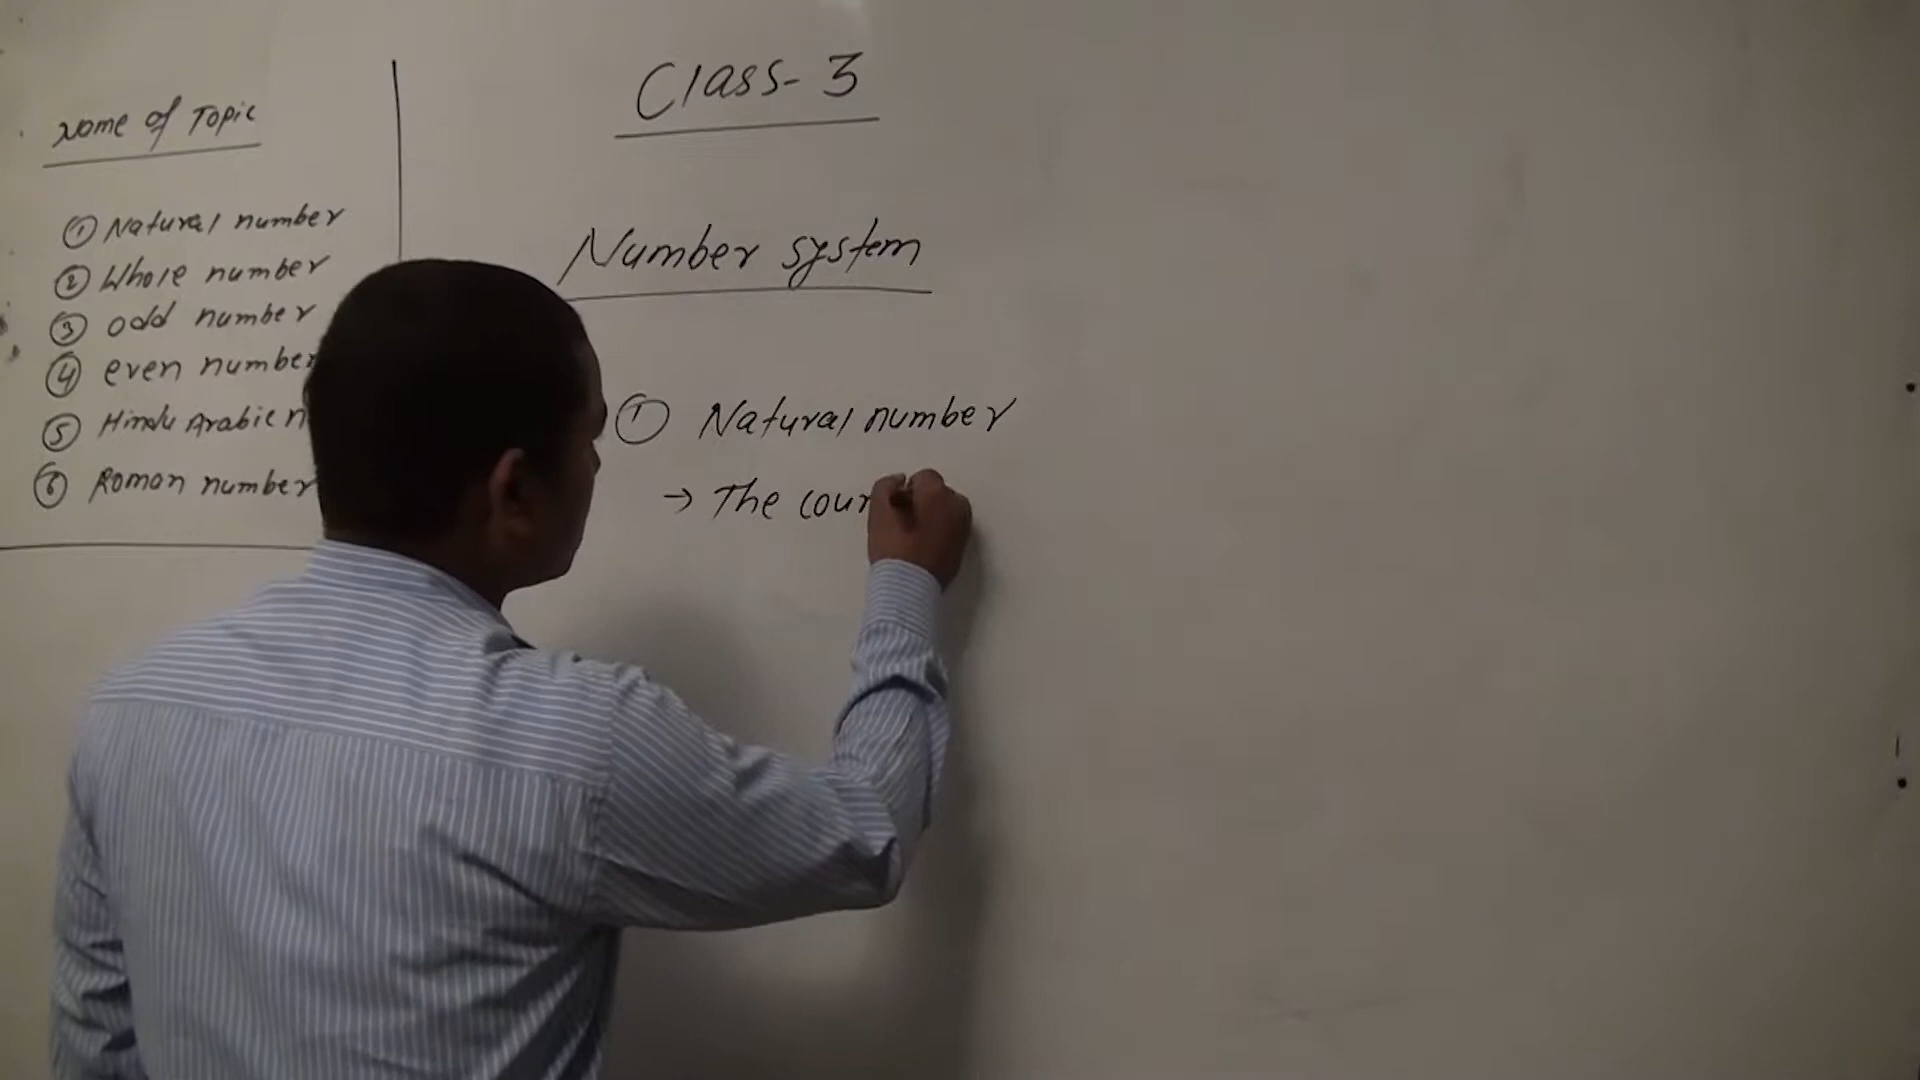 Name of Topic
① Natural number
② Whole number
③ odd number
④ even number
⑤ Hindu Arabic
⑥ Roman number
Class-3
Number system
① Natural number
→ The